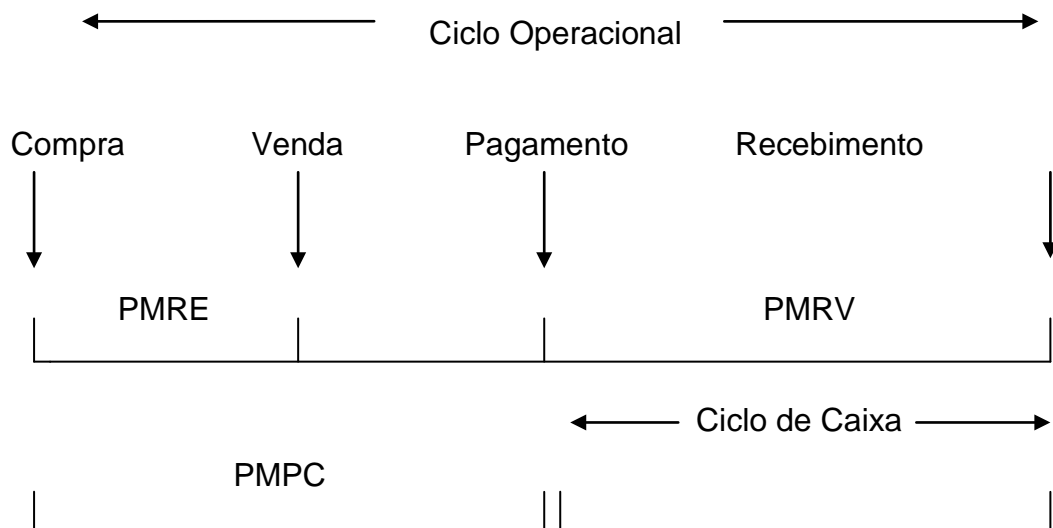 Ciclo Operacional
Compra Venda Pagamento Recebimento
PMRE PMRV
Ciclo de Caixa
PMPC